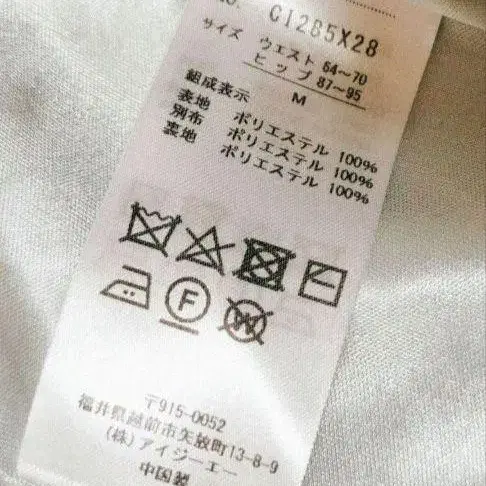 No. CI285X28
サイズ ウエスト 64~70
ヒップ 87~95
M
組成表示
表地 ポリエステル 100%
別布 ポリエステル 100%
裏地 ポリエステル 100%
F
W
〒915-0052
福井県越前市矢放町13-8-9
(株)アイジーエー
中国製